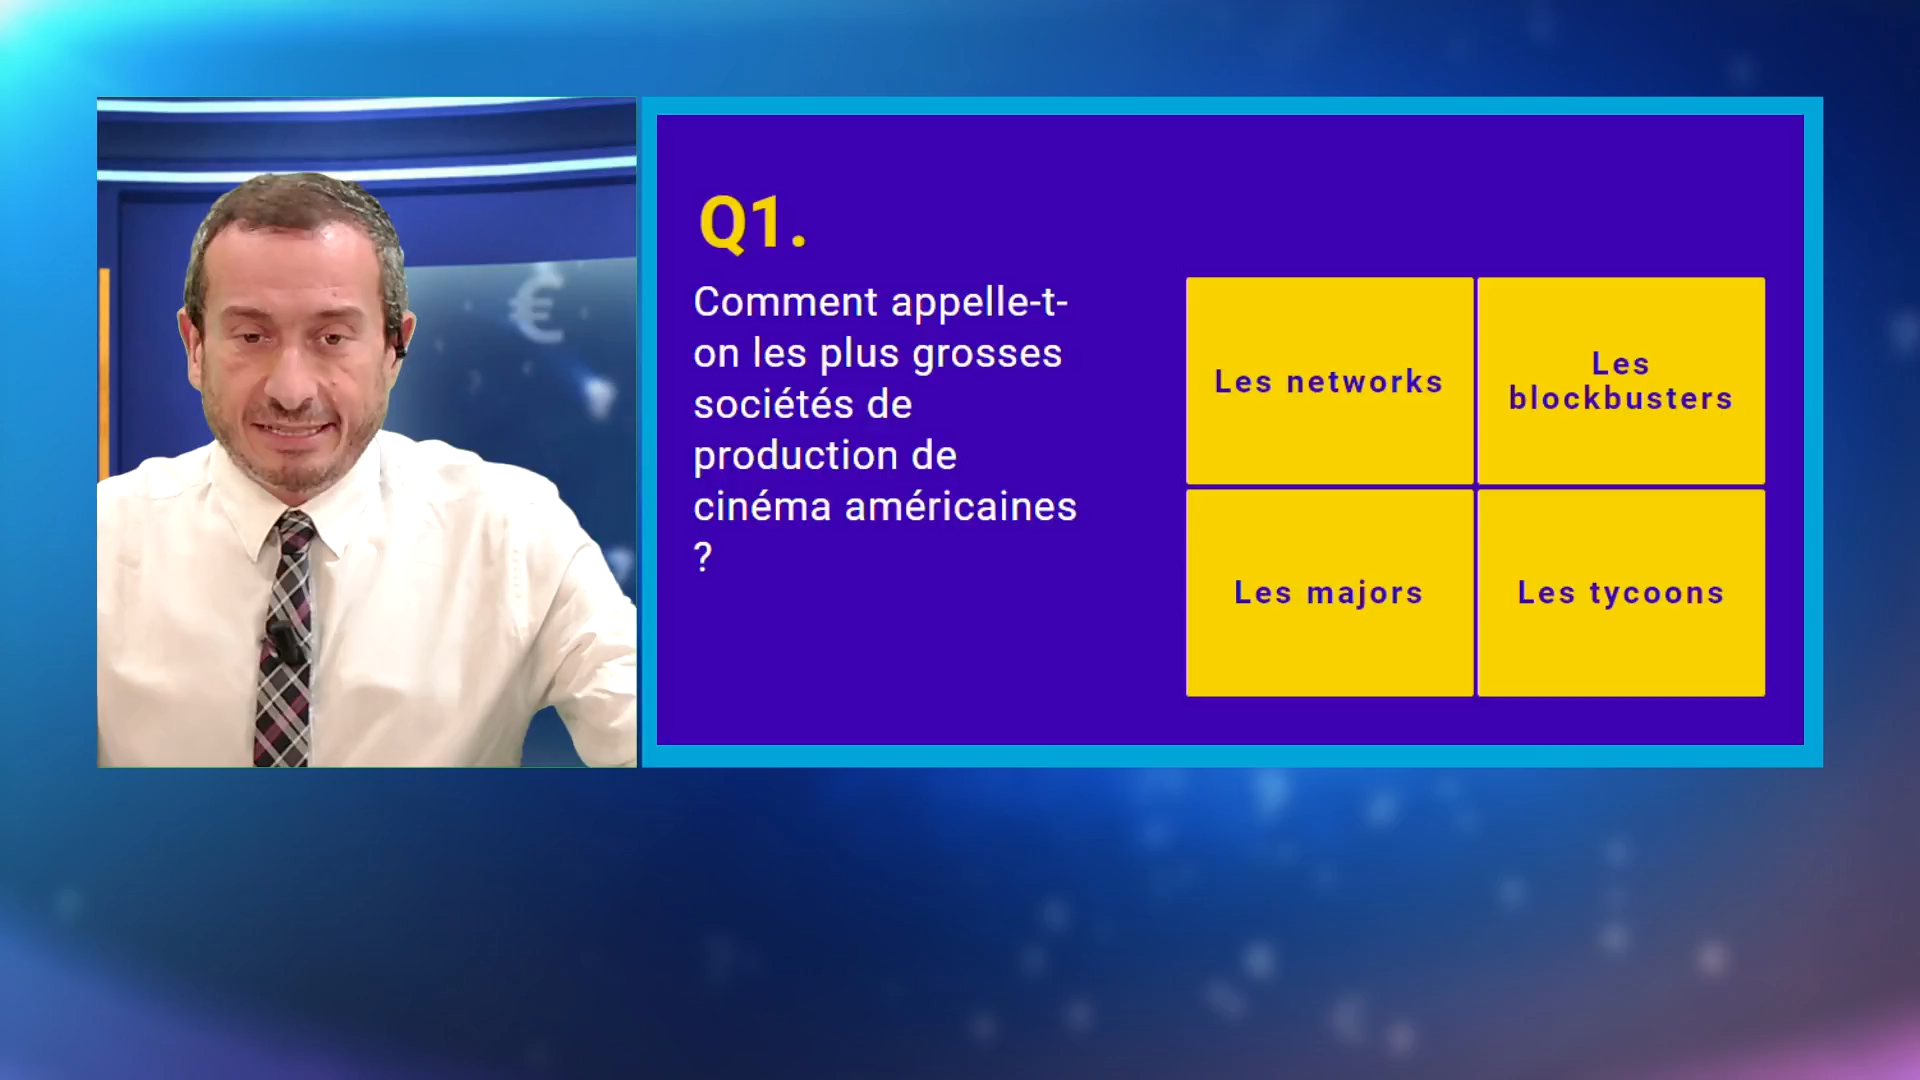 Q1.
Comment appelle-t-
on les plus grosses
sociétés de
production de
cinéma américaines
?
Les networks
Les
blockbusters
Les majors
Les tycoons
€